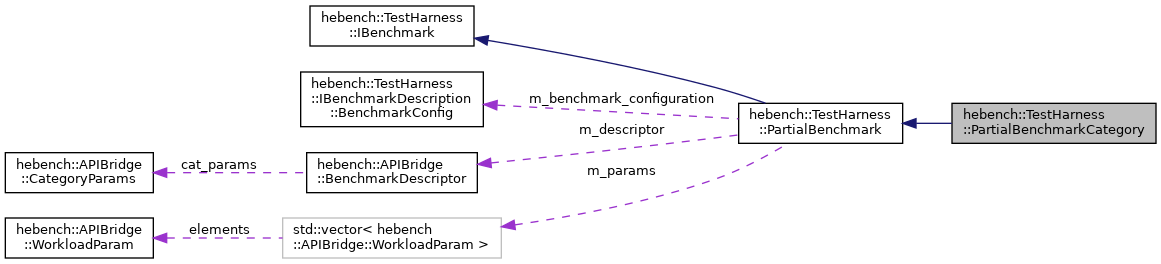 hebench::TestHarness
::IBenchmark
hebench::TestHarness
::IBenchmarkDescription
::BenchmarkConfig
m_benchmark_configuration
hebench::TestHarness
::PartialBenchmark
hebench::TestHarness
::PartialBenchmarkCategory
m_descriptor
hebench::APIBridge
::CategoryParams
cat_params
hebench::APIBridge
::BenchmarkDescriptor
m_params
hebench::APIBridge
::WorkloadParam
elements
std::vector< hebench
::APIBridge::WorkloadParam >